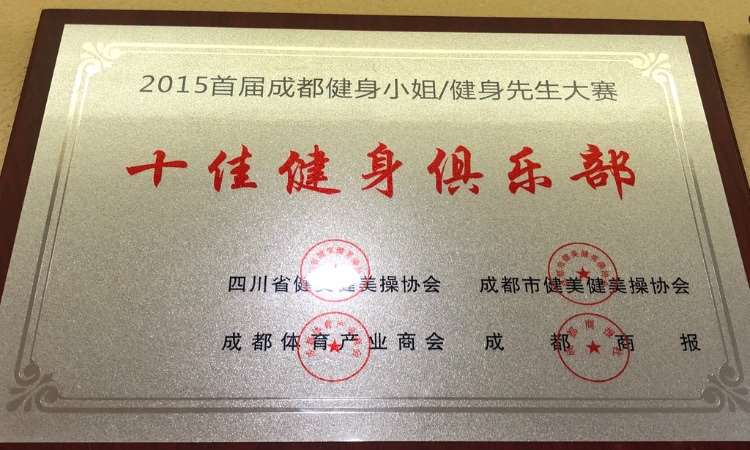 2015首届成都健身小姐/健身先生大赛
十佳健身俱乐部
四川省健美健美操协会 成都市健美健美操协会
成都体育产业商会 成都商报